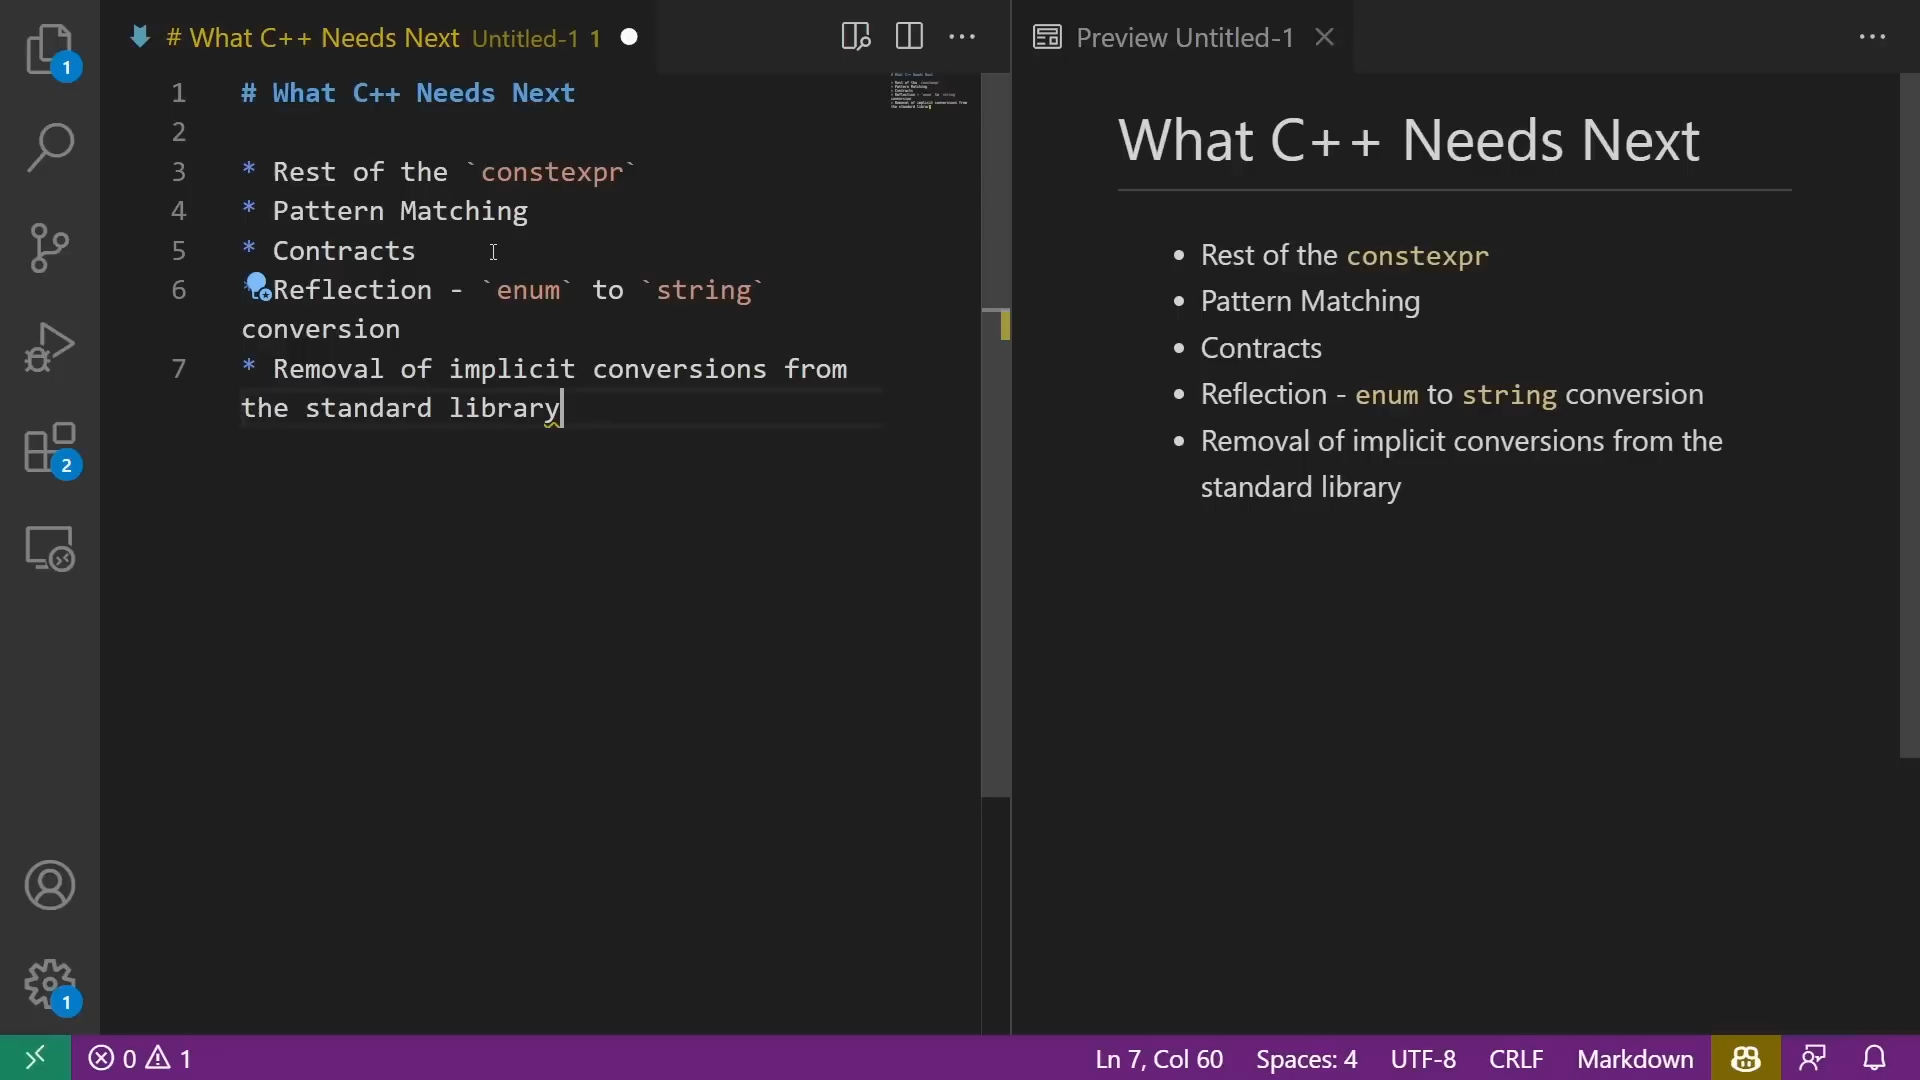 # What C++ Needs Next Untitled-1 1
Preview Untitled-1
1 # What C++ Needs Next
2
3 * Rest of the `constexpr`
4 * Pattern Matching
5 * Contracts
6 * Reflection - `enum` to `string`
conversion
7 * Removal of implicit conversions from
the standard library
What C++ Needs Next
• Rest of the constexpr
• Pattern Matching
• Contracts
• Reflection - enum to string conversion
• Removal of implicit conversions from the
standard library
1
2
1
0 1
Ln 7, Col 60 Spaces: 4 UTF-8 CRLF Markdown